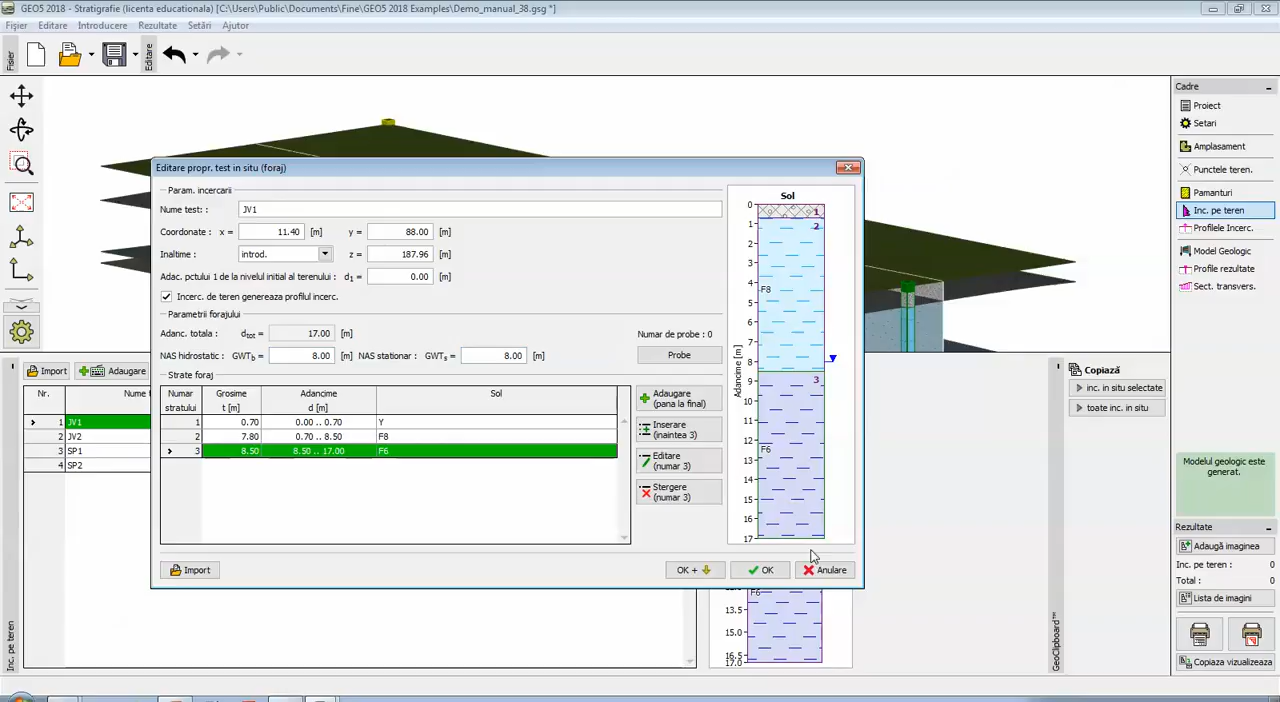 GEO5 2018 - Stratigrafie (licenta educationala) [C:\Users\Public\Documents\Fine\GEO5 2018 Examples\Demo_manual_38.gsg *]
Fişier Editare Introducere Rezultate Setări Ajutor
Fisier
Editare
Editare propr. test in situ (foraj)
Param. incercarii
Nume test: : JV1
Coordonate : x = 11.40 [m] y = 88.00 [m]
Inaltime : introd. z = 187.96 [m]
Adac. pctului 1 de la nivelul initial al terenului : d1 = 0.00 [m]
Incerc. de teren genereaza profilul incerc.
Parametrii forajului
Adanc. totala : dtot = 17.00 [m] Numar de probe : 0
NAS hidrostatic : GWTb = 8.00 [m] NAS stationar : GWTs = 8.00 [m] Probe
Strate foraj
Numar Grosime Adancime Sol
stratului t [m] d [m]
1 0.70 0.00 .. 0.70 Y
2 7.80 0.70 .. 8.50 F8
3 8.50 8.50 .. 17.00 F6
Adaugare
(pana la final)
Inserare
(inaintea 3)
Editare
(numar 3)
Stergere
(numar 3)
Sol
Adancime [m]
0
1
2
3
4
5
6
7
8
9
10
11
12
13
14
15
16
17
1
2
F8
3
F6
Import OK + OK Anulare
Import Adaugare
Nr. Nume t
1 JV1
2 JV2
3 SP1
4 SP2
Inc. pe teren
F6
13.5
15.0
16.5
17.0
Copiază
inc. in situ selectate
toate inc. in situ
GeoClipboard™
Cadre
Proiect
Setari
Amplasament
Punctele teren.
Pamanturi
Inc. pe teren
Profilele Incerc.
Model Geologic
Profile rezultate
Sect. transvers.
Modelul geologic este
generat.
Rezultate
Adaugă imaginea
Inc. pe teren : 0
Total : 0
Lista de imagini
Copiaza vizualizeaza